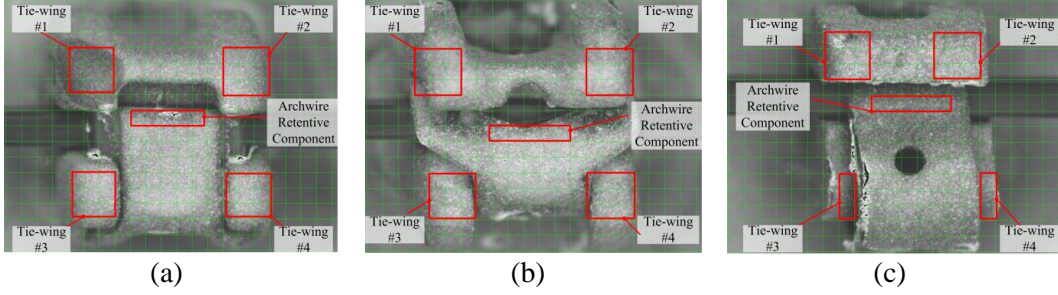 Tie-wing
#1
Tie-wing
#2
Archwire
Retentive
Component
Tie-wing
#3
Tie-wing
#4
(a)
Tie-wing
#1
Tie-wing
#2
Archwire
Retentive
Component
Tie-wing
#3
Tie-wing
#4
(b)
Tie-wing
#1
Tie-wing
#2
Archwire
Retentive
Component
Tie-wing
#3
Tie-wing
#4
(c)